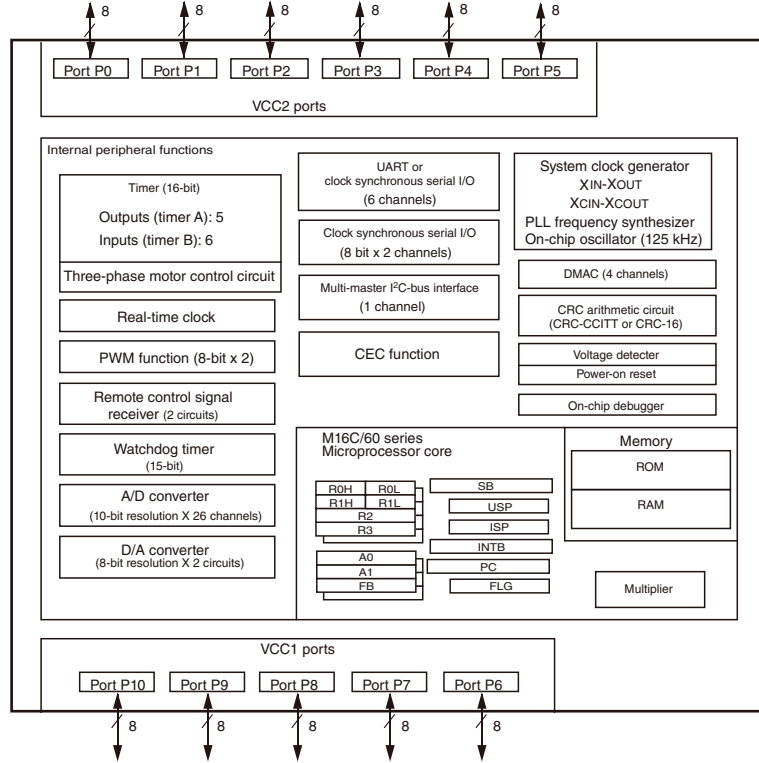 8 8 8 8 8 8
Port P0 Port P1 Port P2 Port P3 Port P4 Port P5
VCC2 ports
Internal peripheral functions
Timer (16-bit)
Outputs (timer A): 5
Inputs (timer B): 6
Three-phase motor control circuit
Real-time clock
PWM function (8-bit x 2)
Remote control signal
receiver (2 circuits)
Watchdog timer
(15-bit)
A/D converter
(10-bit resolution X 26 channels)
D/A converter
(8-bit resolution X 2 circuits)
UART or
clock synchronous serial I/O
(6 channels)
Clock synchronous serial I/O
(8 bit x 2 channels)
Multi-master I²C-bus interface
(1 channel)
CEC function
System clock generator
XIN-XOUT
XCIN-XCOUT
PLL frequency synthesizer
On-chip oscillator (125 kHz)
DMAC (4 channels)
CRC arithmetic circuit
(CRC-CCITT or CRC-16)
Voltage detecter
Power-on reset
On-chip debugger
M16C/60 series
Microprocessor core
R0H R0L
R1H R1L
R2
R3
A0
A1
FB
SB
USP
ISP
INTB
PC
FLG
Memory
ROM
RAM
Multiplier
VCC1 ports
Port P10 Port P9 Port P8 Port P7 Port P6
8 8 8 8 8